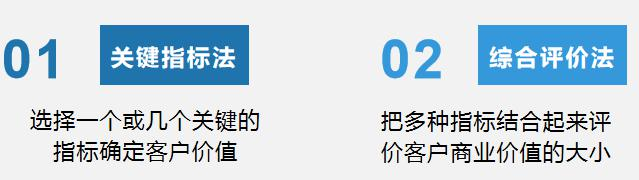 01 关键指标法
选择一个或几个关键的
指标确定客户价值
02 综合评价法
把多种指标结合起来评
价客户商业价值的大小